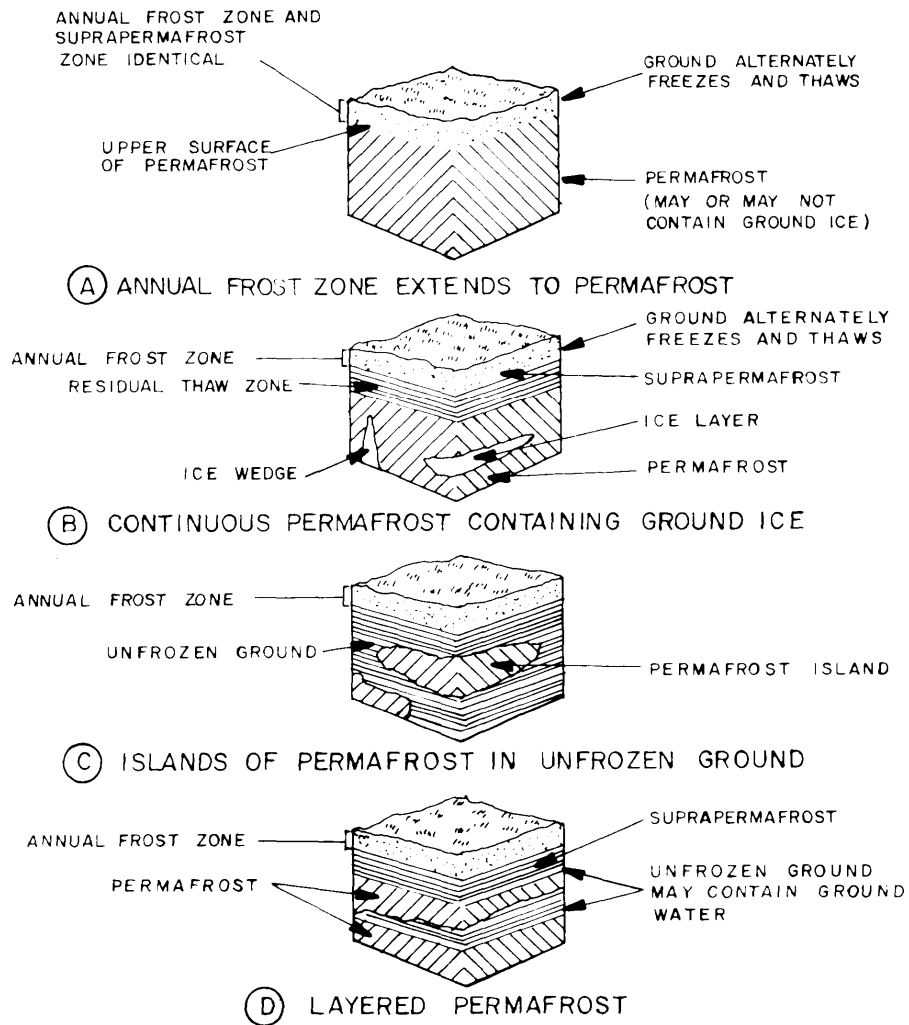 ANNUAL FROST ZONE AND
SUPRAPERMAFROST
ZONE IDENTICAL
GROUND ALTERNATELY
FREEZES AND THAWS
UPPER SURFACE
OF PERMAFROST
PERMAFROST
(MAY OR MAY NOT
CONTAIN GROUND ICE)
A ANNUAL FROST ZONE EXTENDS TO PERMAFROST
GROUND ALTERNATELY
FREEZES AND THAWS
ANNUAL FROST ZONE
RESIDUAL THAW ZONE
SUPRAPERMAFROST
ICE LAYER
ICE WEDGE
PERMAFROST
B CONTINUOUS PERMAFROST CONTAINING GROUND ICE
ANNUAL FROST ZONE
UNFROZEN GROUND
PERMAFROST ISLAND
C ISLANDS OF PERMAFROST IN UNFROZEN GROUND
SUPRAPERMAFROST
ANNUAL FROST ZONE
UNFROZEN GROUND
MAY CONTAIN GROUND
WATER
PERMAFROST
D LAYERED PERMAFROST